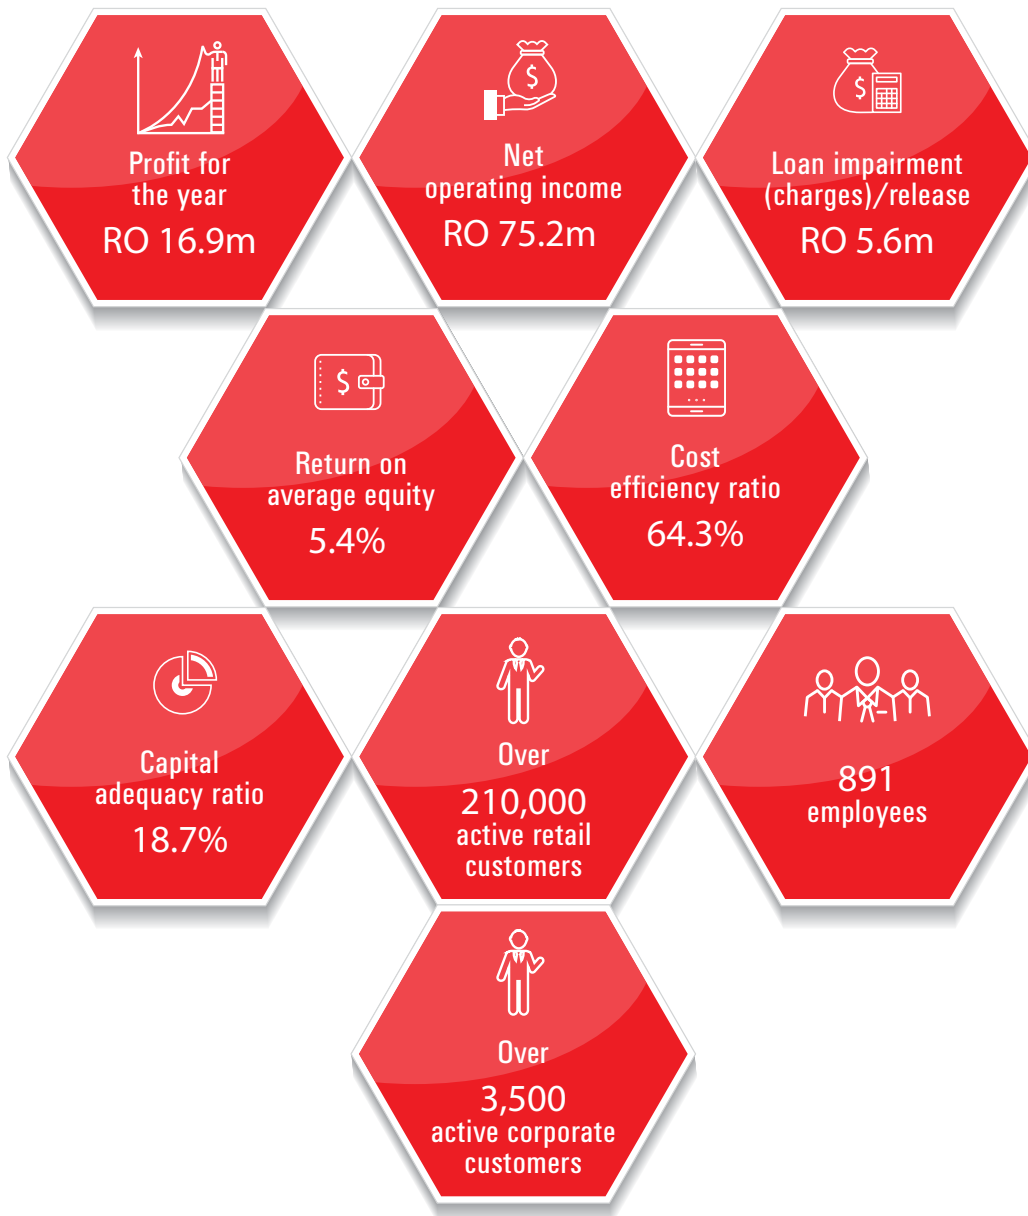 Profit for
the year
RO 16.9m
Net
operating income
RO 75.2m
Loan impairment
(charges)/release
RO 5.6m
Return on
average equity
5.4%
Cost
efficiency ratio
64.3%
Capital
adequacy ratio
18.7%
Over
210,000
active retail
customers
891
employees
Over
3,500
active corporate
customers